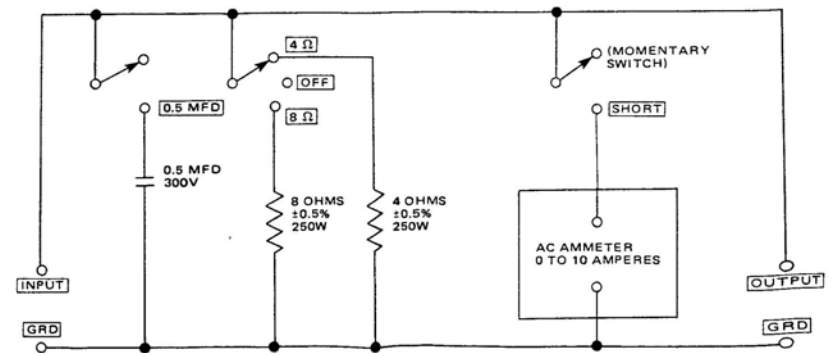 4 Ω
(MOMENTARY
SWITCH)
OFF
0.5 MFD
8 Ω
SHORT
0.5 MFD
300V
8 OHMS
±0.5%
250W
4 OHMS
±0.5%
250W
AC AMMETER
0 TO 10 AMPERES
INPUT
OUTPUT
GRD
GRD